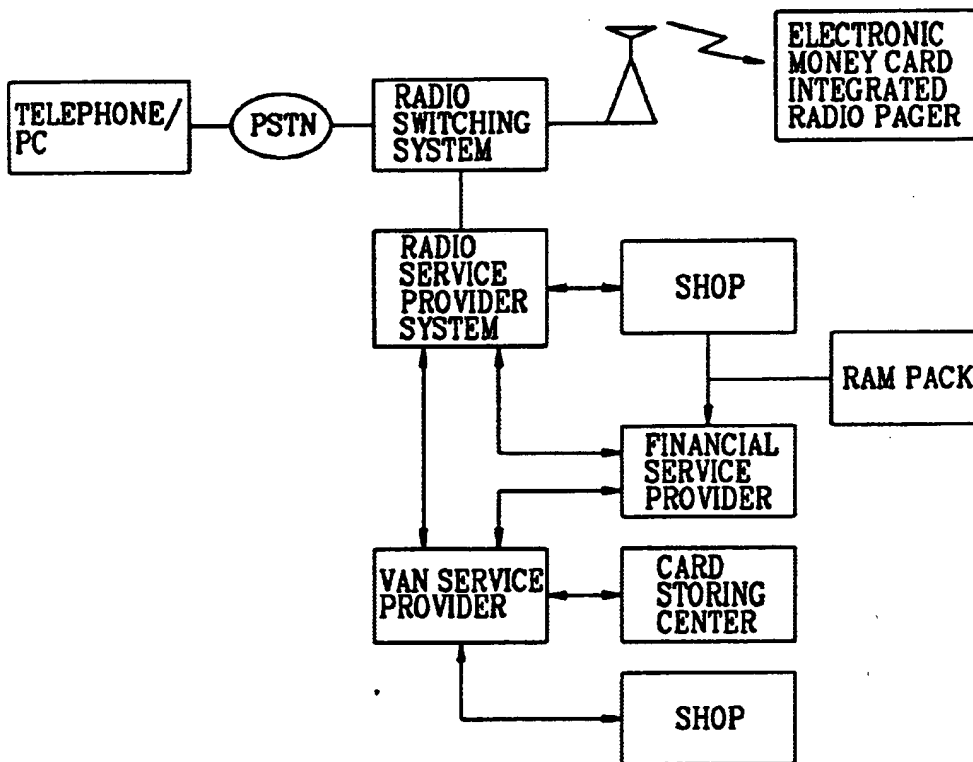 ELECTRONIC
MONEY CARD
INTEGRATED
RADIO PAGER
TELEPHONE/
PC
PSTN
RADIO
SWITCHING
SYSTEM
RADIO
SERVICE
PROVIDER
SYSTEM
SHOP
RAM PACK
FINANCIAL
SERVICE
PROVIDER
VAN SERVICE
PROVIDER
CARD
STORING
CENTER
SHOP